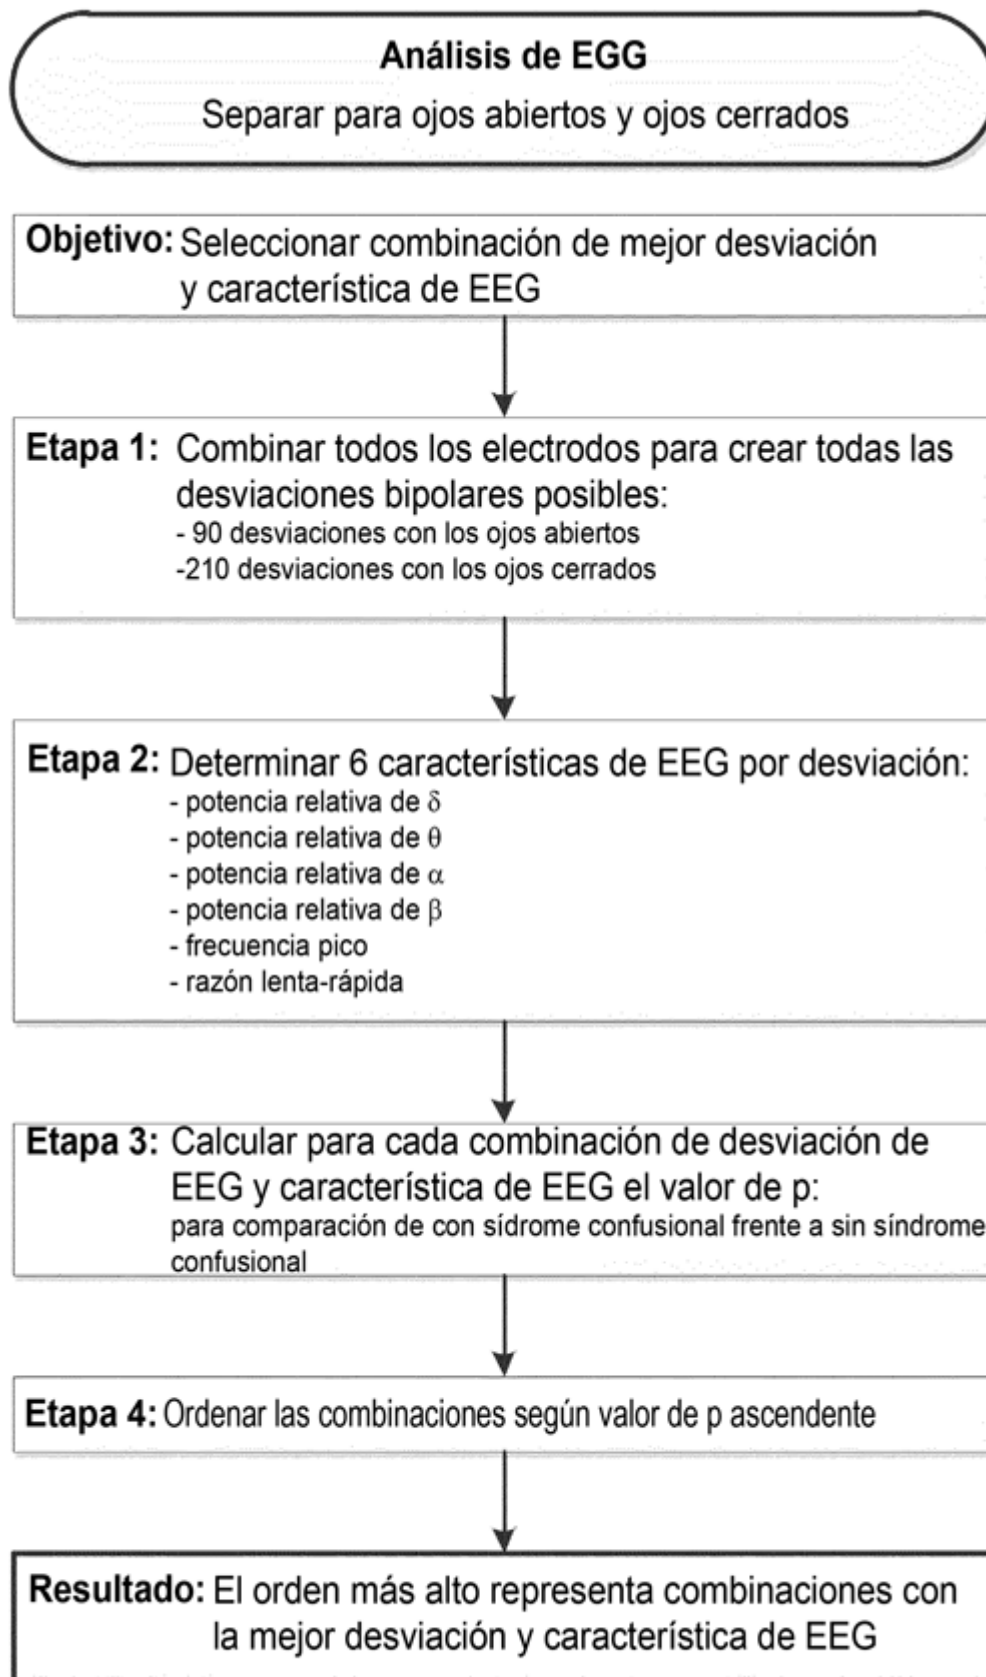 Análisis de EGG
Separar para ojos abiertos y ojos cerrados
Objetivo: Seleccionar combinación de mejor desviación
y característica de EEG
Etapa 1: Combinar todos los electrodos para crear todas las
desviaciones bipolares posibles:
- 90 desviaciones con los ojos abiertos
-210 desviaciones con los ojos cerrados
Etapa 2: Determinar 6 características de EEG por desviación:
- potencia relativa de δ
- potencia relativa de θ
- potencia relativa de α
- potencia relativa de β
- frecuencia pico
- razón lenta-rápida
Etapa 3: Calcular para cada combinación de desviación de
EEG y característica de EEG el valor de p:
para comparación de con sídrome confusional frente a sin síndrome
confusional
Etapa 4: Ordenar las combinaciones según valor de p ascendente
Resultado: El orden más alto representa combinaciones con
la mejor desviación y característica de EEG